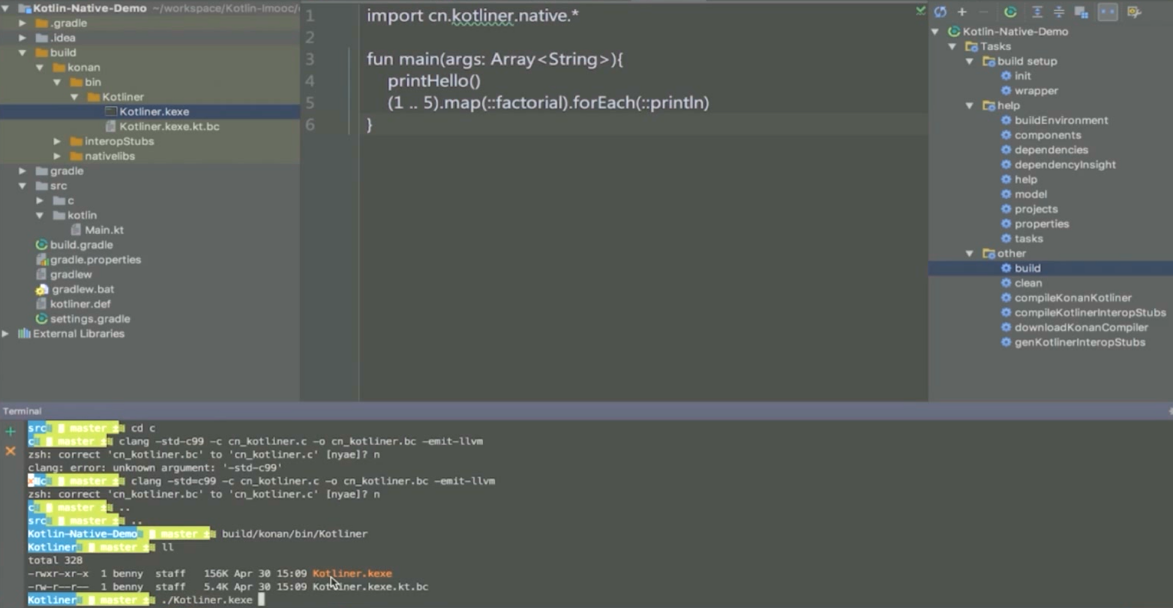 Kotlin-Native-Demo ~/workspace/Kotlin-Imooc/
.gradle
.idea
build
konan
bin
Kotliner
Kotliner.kexe
Kotliner.kexe.kt.bc
interopStubs
nativelibs
gradle
src
c
kotlin
Main.kt
build.gradle
gradle.properties
gradlew
gradlew.bat
kotliner.def
settings.gradle
External Libraries
1 import cn.kotliner.native.*
2
3 fun main(args: Array<String>){
4 printHello()
5 (1 .. 5).map(::factorial).forEach(::println)
6 }
Kotlin-Native-Demo
Tasks
build setup
init
wrapper
help
buildEnvironment
components
dependencies
dependencyInsight
help
model
projects
properties
tasks
other
build
clean
compileKonanKotliner
compileKotlinerInteropStubs
downloadKonanCompiler
genKotlinerInteropStubs
Terminal
src master ± cd c
c master ± clang -std-c99 -c cn_kotliner.c -o cn_kotliner.bc -emit-llvm
zsh: correct 'cn_kotliner.bc' to 'cn_kotliner.c' [nyae]? n
clang: error: unknown argument: '-std-c99'
c master ± clang -std=c99 -c cn_kotliner.c -o cn_kotliner.bc -emit-llvm
zsh: correct 'cn_kotliner.bc' to 'cn_kotliner.c' [nyae]? n
c master ± ..
src master ± ..
Kotlin-Native-Demo master ± build/konan/bin/Kotliner
Kotliner master ± ll
total 328
-rwxr-xr-x 1 benny staff 156K Apr 30 15:09 Kotliner.kexe
-rw-r--r-- 1 benny staff 5.4K Apr 30 15:09 Kotliner.kexe.kt.bc
Kotliner master ± ./Kotliner.kexe